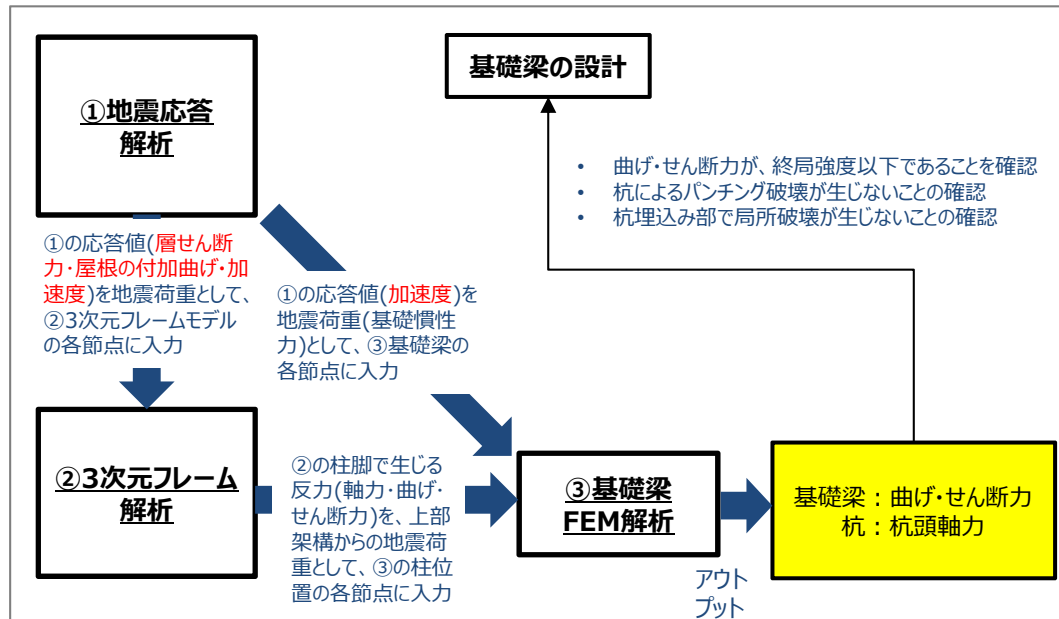 ①地震応答
解析
基礎梁の設計
• 曲げ・せん断力が、終局強度以下であることを確認
• 杭によるパンチング破壊が生じないことの確認
• 杭埋込み部で局所破壊が生じないことの確認
①の応答値(層せん断
力・屋根の付加曲げ・加
速度)を地震荷重として、
②3次元フレームモデル
の各節点に入力
①の応答値(加速度)を
地震荷重(基礎慣性
力)として、③基礎梁の
各節点に入力
②3次元フレーム
解析
②の柱脚で生じる
反力(軸力・曲げ・
せん断力)を、上部
架構からの地震荷
重として、③の柱位
置の各節点に入力
③基礎梁
FEM解析
アウト
プット
基礎梁：曲げ・せん断力
杭：杭頭軸力